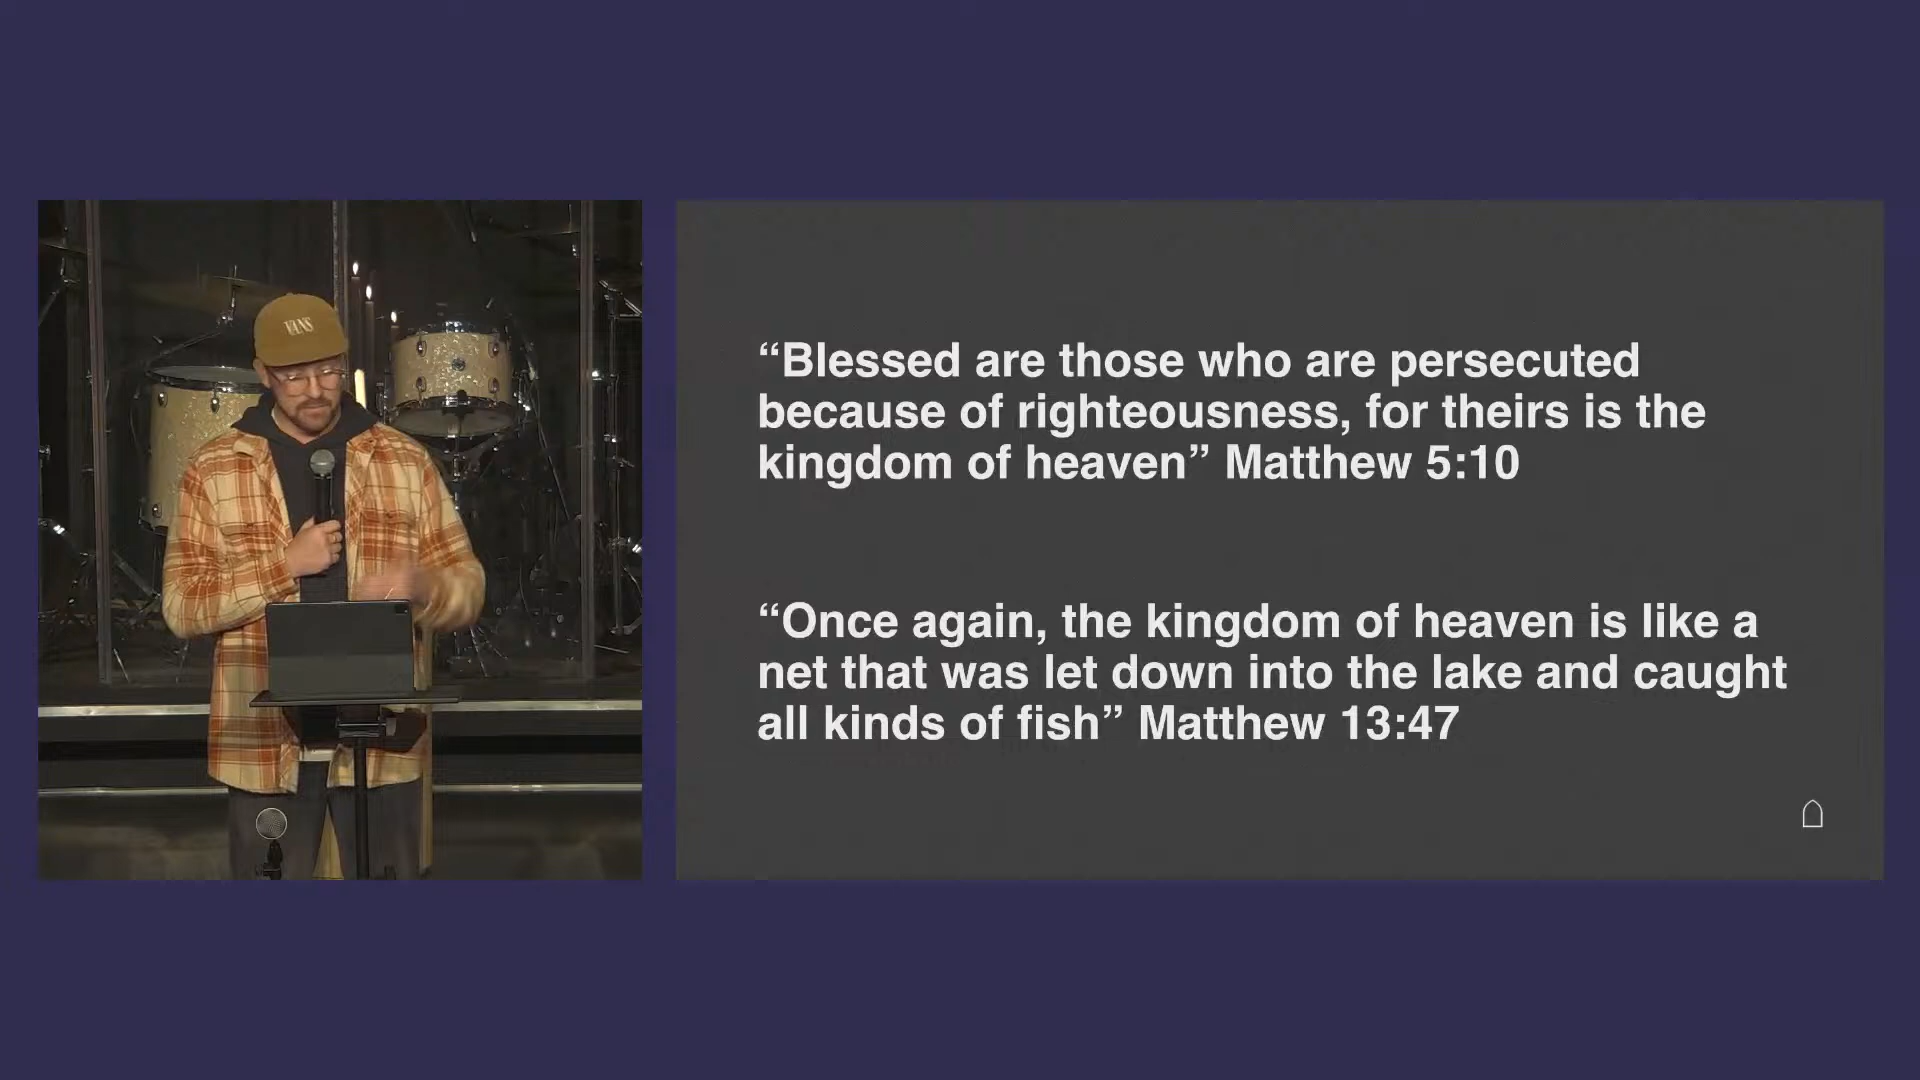 VANS
“Blessed are those who are persecuted
because of righteousness, for theirs is the
kingdom of heaven” Matthew 5:10
“Once again, the kingdom of heaven is like a
net that was let down into the lake and caught
all kinds of fish” Matthew 13:47